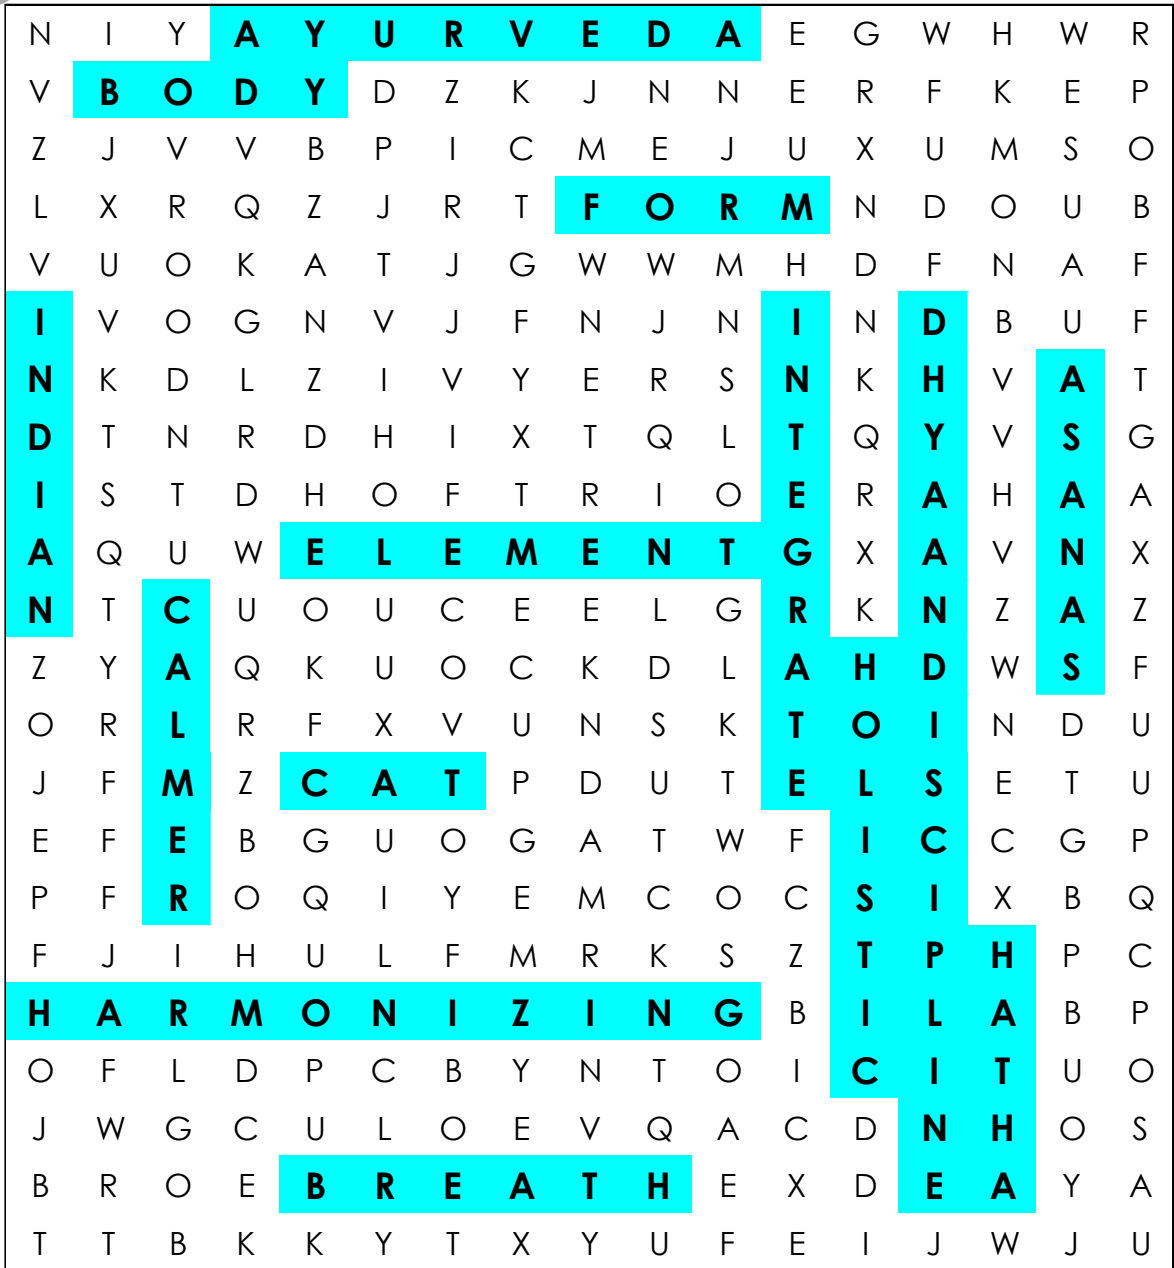 N I Y A Y U R V E D A E G W H W R
V B O D Y D Z K J N N E R F K E P
Z J V V B P I C M E J U X U M S O
L X R Q Z J R T F O R M N D O U B
V U O K A T J G W W M H D F N A F
I V O G N V J F N J N I N D B U F
N K D L Z I V Y E R S N K H V A T
D T N R D H I X T Q L T Q Y V S G
I S T D H O F T R I O E R A H A A
A Q U W E L E M E N T G X A V N X
N T C U O U C E E L G R K N Z A Z
Z Y A Q K U O C K D L A H D W S F
O R L R F X V U N S K T O I N D U
J F M Z C A T P D U T E L S E T U
E F E B G U O G A T W F I C C G P
P F R O Q I Y E M C O C S I X B Q
F J I H U L F M R K S Z T P H P C
H A R M O N I Z I N G B I L A B P
O F L D P C B Y N T O I C I T U O
J W G C U L O E V Q A C D N H O S
B R O E B R E A T H E X D E A Y A
T T B K K Y T X Y U F E I J W J U